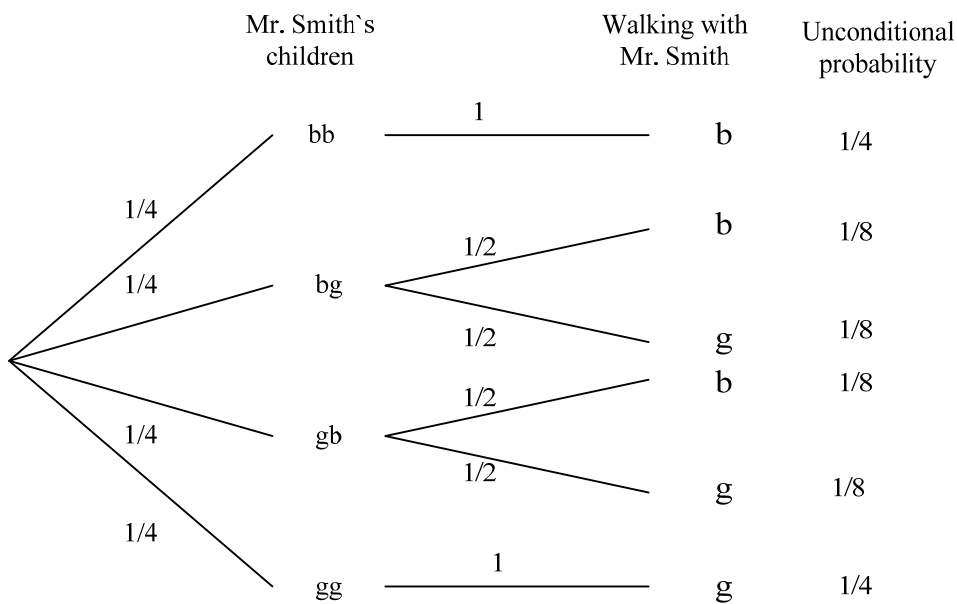 Mr. Smith`s
children
Walking with
Mr. Smith
Unconditional
probability
1/4
bb
1
b
1/4
1/4
bg
1/2
b
1/8
1/2
g
1/8
1/4
gb
1/2
b
1/8
1/2
g
1/8
1/4
gg
1
g
1/4